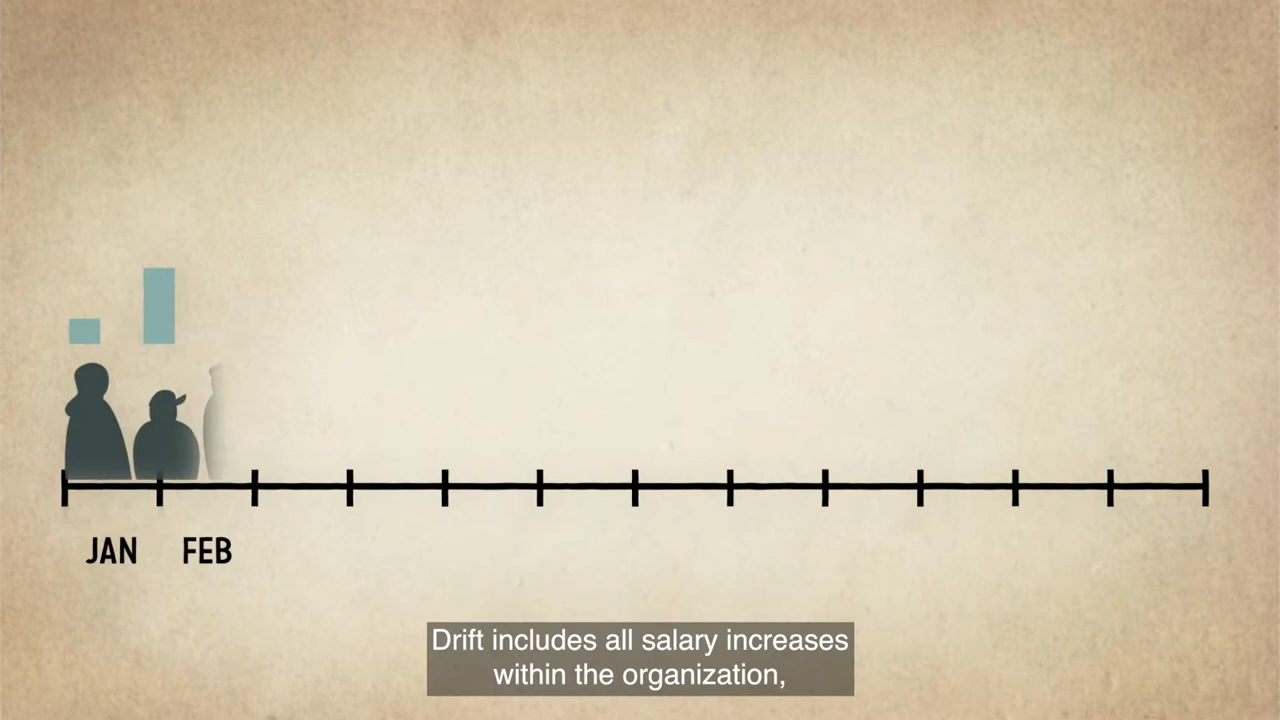 JAN FEB
Drift includes all salary increases
within the organization,